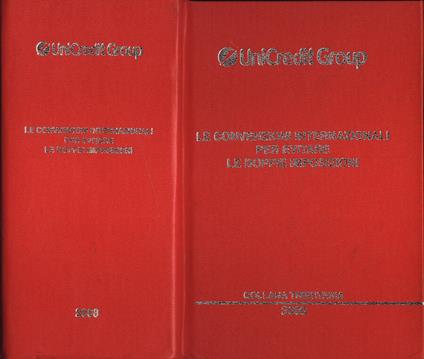 UniCredit Group
LE CONVENZIONI INTERNAZIONALI
PER EVITARE
LE DOPPIE IMPOSIZIONI
2008
UniCredit Group
LE CONVENZIONI INTERNAZIONALI
PER EVITARE
LE DOPPIE IMPOSIZIONI
COLLANA TRIBUTARIA
2008